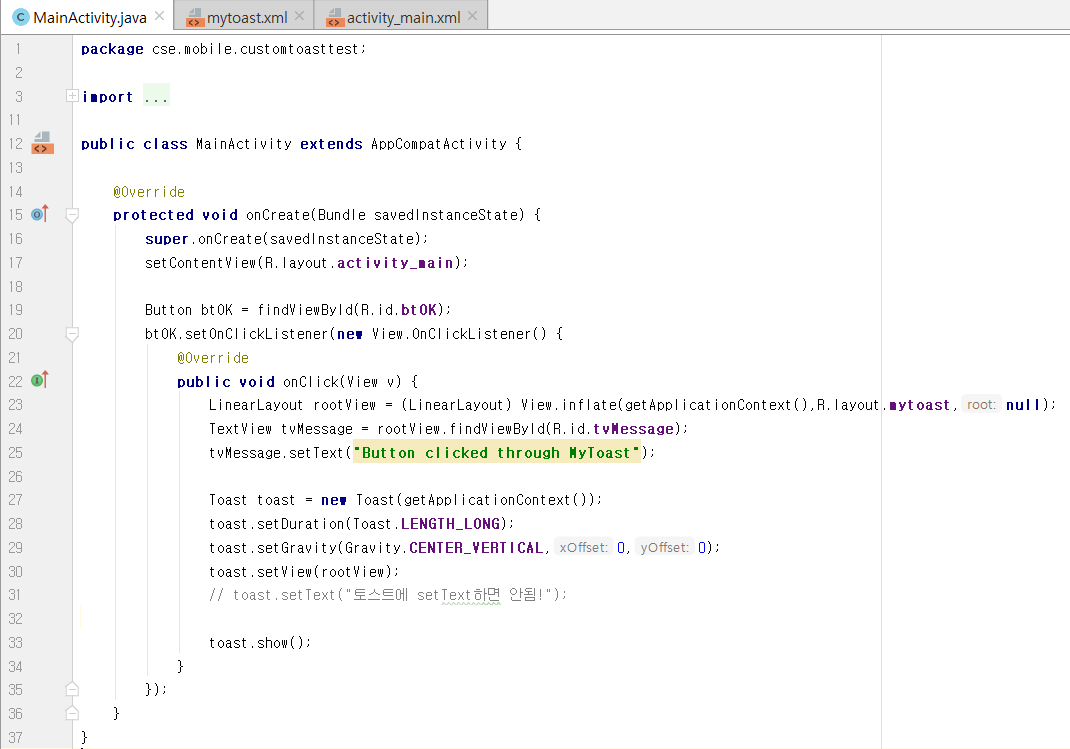 MainActivity.java mytoast.xml activity_main.xml
1 package cse.mobile.customtoasttest;
2
3 import ...
11
12 public class MainActivity extends AppCompatActivity {
13
14 @Override
15 protected void onCreate(Bundle savedInstanceState) {
16 super.onCreate(savedInstanceState);
17 setContentView(R.layout.activity_main);
18
19 Button btOK = findViewById(R.id.btOK);
20 btOK.setOnClickListener(new View.OnClickListener() {
21 @Override
22 public void onClick(View v) {
23 LinearLayout rootView = (LinearLayout) View.inflate(getApplicationContext(),R.layout.mytoast, root: null);
24 TextView tvMessage = rootView.findViewById(R.id.tvMessage);
25 tvMessage.setText("Button clicked through MyToast");
26
27 Toast toast = new Toast(getApplicationContext());
28 toast.setDuration(Toast.LENGTH_LONG);
29 toast.setGravity(Gravity.CENTER_VERTICAL, xOffset: 0, yOffset: 0);
30 toast.setView(rootView);
31 // toast.setText("토스트에 setText하면 안됨!");
32
33 toast.show();
34 }
35 });
36 }
37 }